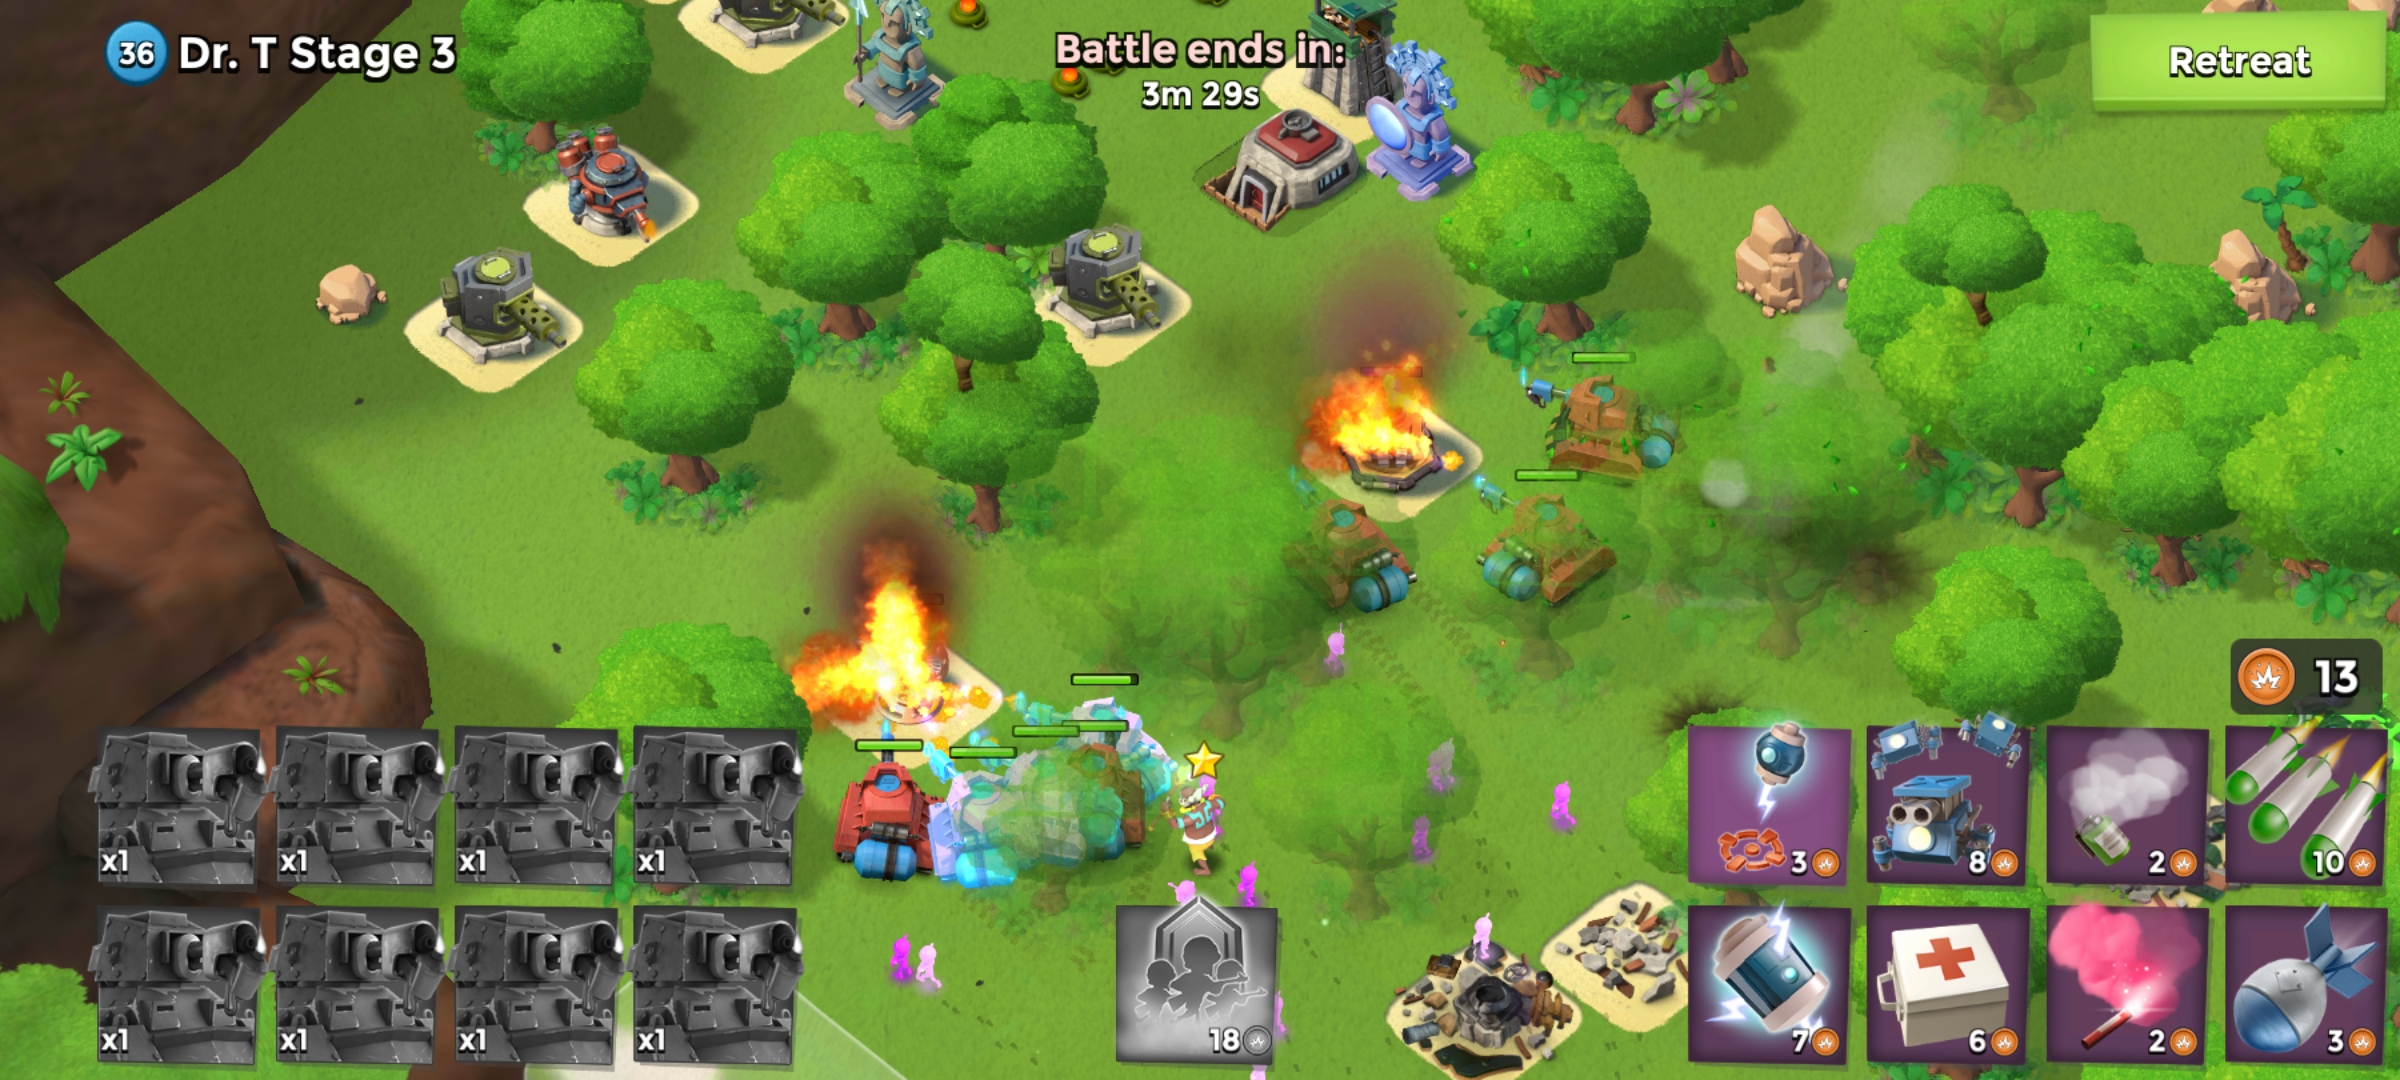 36 Dr. T Stage 3
Battle ends in:
3m 29s
Retreat
13
x1 x1 x1 x1
3 8 2 10
x1 x1 x1 x1
18
7 6 2 3